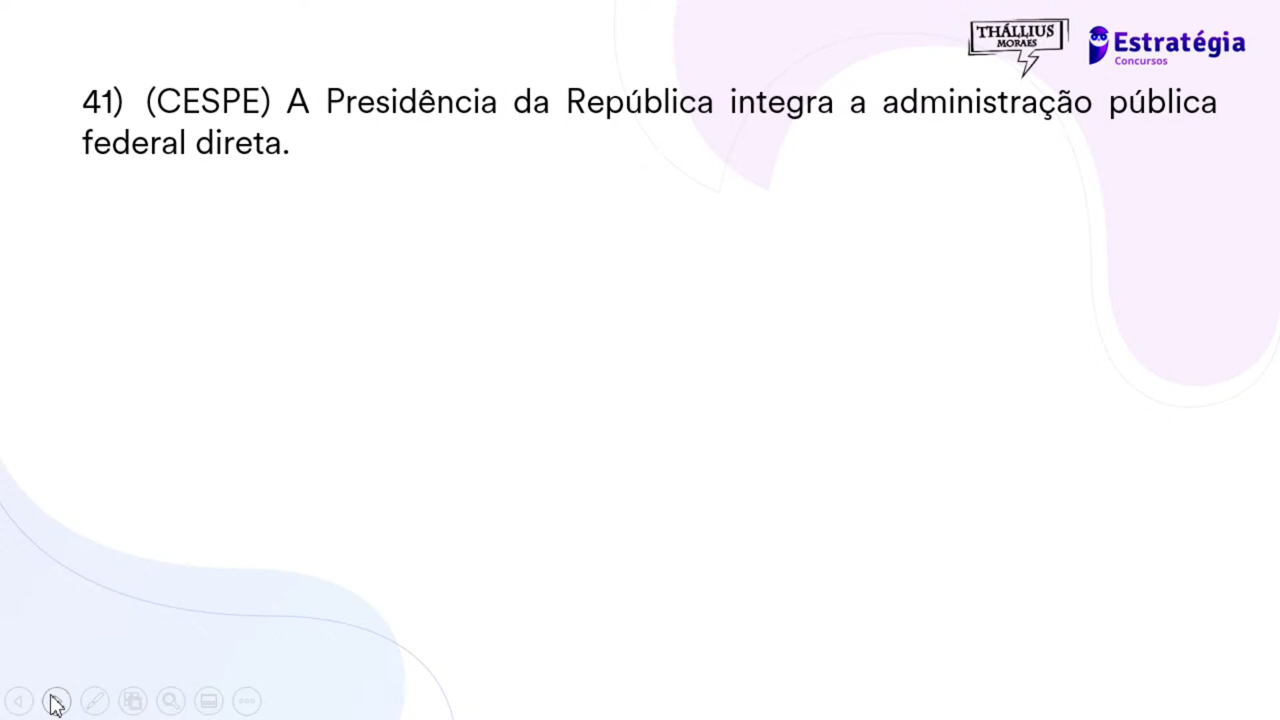 THÁLLIUS
MORAES
Estratégia
Concursos
41) (CESPE) A Presidência da República integra a administração pública
federal direta.